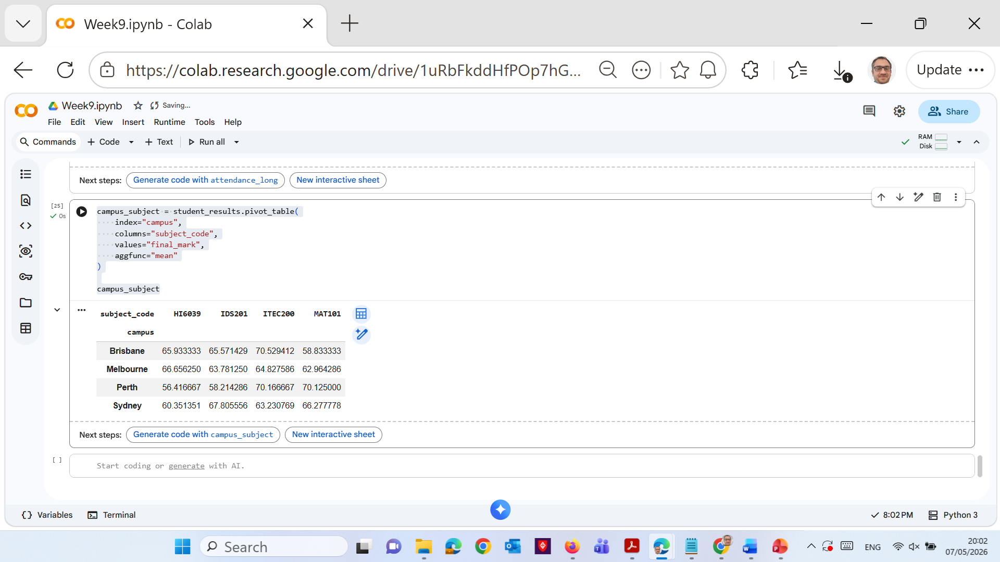 Week9.ipynb - Colab
https://colab.research.google.com/drive/1uRbFkddHfPOp7hG...
Update
Week9.ipynb
Saving...
Share
File Edit View Insert Runtime Tools Help
Commands + Code + Text Run all
RAM
Disk
Next steps: Generate code with attendance_long New interactive sheet
[25]
0s
campus_subject = student_results.pivot_table(
index="campus",
columns="subject_code",
values="final_mark",
aggfunc="mean"
)
campus_subject
subject_code HI6039 IDS201 ITEC200 MAT101
campus
Brisbane 65.933333 65.571429 70.529412 58.833333
Melbourne 66.656250 63.781250 64.827586 62.964286
Perth 56.416667 58.214286 70.166667 70.125000
Sydney 60.351351 67.805556 63.230769 66.277778
Next steps: Generate code with campus_subject New interactive sheet
[ ]
Start coding or generate with AI.
{} Variables Terminal
8:02 PM Python 3
Search
ENG
20:02
07/05/2026